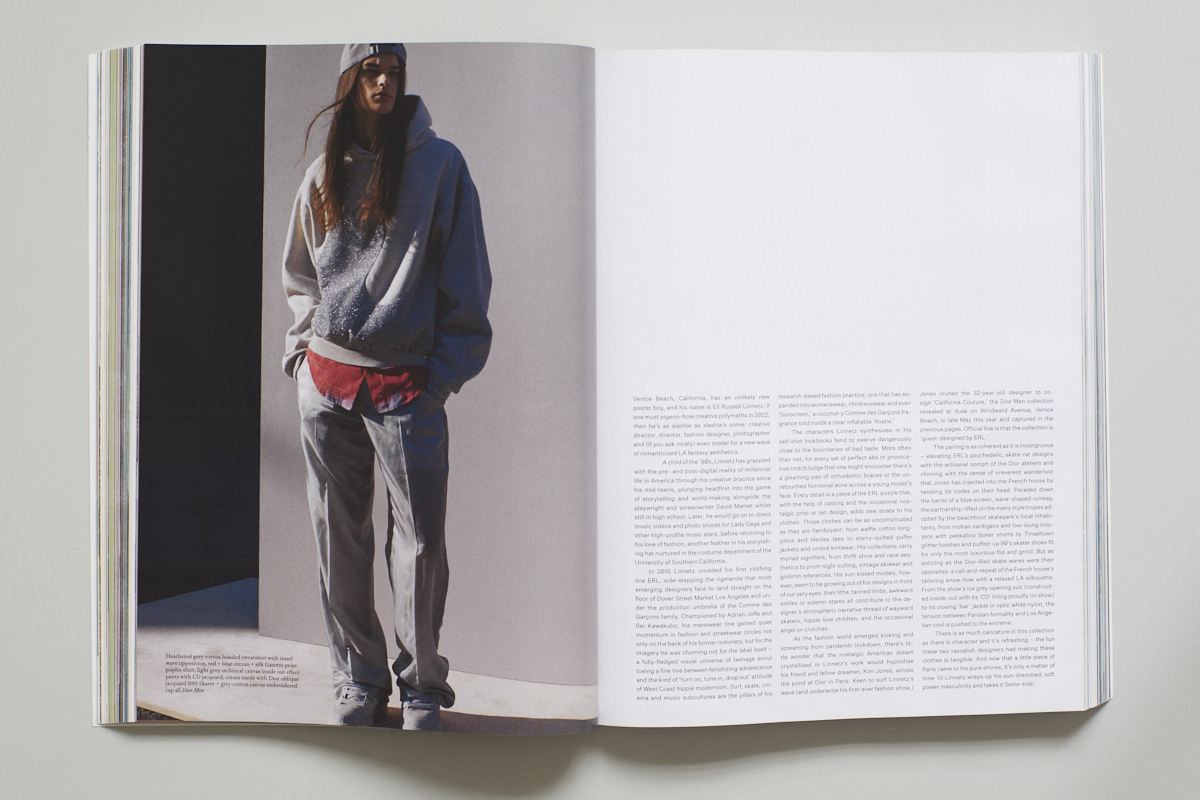 Heathered grey cotton hooded sweatshirt with tinsel
wave opposition, red + blue cotton + silk Gauttra print
poplin shirt, light grey technical canvas inside out effect
pants with CD jacquard, cream suede with Dior oblique
jacquard B9S Skater + grey cotton canvas embroidered
cap all Dior Men
Venice Beach, California, has an unlikely new
poster boy, and his name is Eli Russell Linnetz. If
one must pigeon-hole creative polymaths in 2022,
then he's as slashie as slashie's come: creative
director, director, fashion designer, photographer
and (if you ask nicely) even model for a new wave
of romanticised LA fantasy aesthetics.
A child of the '90s, Linnetz has grappled
with the pre- and post-digital reality of millennial
life in America through his creative practice since
his mid-teens, plunging headfirst into the game
of storytelling and world-making alongside the
playwright and screenwriter David Mamet whilst
still in high school. Later, he would go on to direct
music videos and photo shoots for Lady Gaga and
other high-profile music stars, before returning to
his love of fashion, another feather in his storytell-
ing hat nurtured in the costume department of the
University of Southern California.
In 2018 Linnetz unveiled his first clothing
line ERL, side-stepping the rigmarole that most
emerging designers face to land straight on the
floor of Dover Street Market Los Angeles and un-
der the production umbrella of the Comme des
Garçons family. Championed by Adrian Joffe and
Rei Kawakubo, his menswear line gained quiet
momentum in fashion and streetwear circles not
only on the back of his former notoriety, but for the
imagery he was churning out for the label itself –
a fully-fledged visual universe of teenage ennui
toeing a fine line between fetishizing adolescence
and the kind of 'turn on, tune in, drop out' attitude
of West Coast hippie modernism. Surf, skate, cin-
ema and music subcultures are the pillars of his
research-based fashion practice, one that has ex-
panded into womenswear, childrenswear and even
'Sunscreen,' a coconut-y Comme des Garçons fra-
grance sold inside a clear inflatable 'floatie.'
The characters Linnetz synthesises in his
self-shot lookbooks tend to swerve dangerously
close to the boundaries of bad taste. More often
than not, for every set of perfect abs or provoca-
tive crotch bulge that one might encounter there's
a gleaming pair of orthodontic braces or the un-
retouched hormonal acne across a young model's
face. Every detail is a piece of the ERL puzzle that,
with the help of casting and the occasional nos-
talgic prop or set design, adds new strata to his
clothes. Those clothes can be as uncomplicated
as they are flamboyant: from waffle cotton long-
johns and Henley tees to starry-quilted puffer
jackets and ombré knitwear. His collections carry
myriad signifiers, from thrift store and rave aes-
thetics to prom night suiting, vintage skiwear and
gridiron references. His sun-kissed models, how-
ever, seem to be growing out of his designs in front
of our very eyes: their lithe, tanned limbs, awkward
smiles or solemn stares all contribute to the de-
signer's atmospheric narrative thread of wayward
skaters, hippie love children, and the occasional
angel on crutches.
As the fashion world emerged kicking and
screaming from pandemic lockdown, there's lit-
tle wonder that the nostalgic, American dream
crystallised in Linnetz's work would hypnotise
his friend and fellow dreamer, Kim Jones, across
the pond at Dior in Paris. Keen to surf Linnetz's
wave (and underwrite his first-ever fashion show,)
Jones invited the 32-year-old designer to co-
sign 'California Couture,' the Dior Men collection
revealed at dusk on Windward Avenue, Venice
Beach, in late May this year and captured in the
previous pages. Official line is that the collection is
'guest-designed by ERL.'
The pairing is as coherent as it is incongruous
– elevating ERL's psychedelic, skate-rat designs
with the artisanal oomph of the Dior ateliers and
chiming with the sense of irreverent wanderlust
that Jones has injected into the French house by
twisting its codes on their head. Paraded down
the barrel of a blue screen, wave-shaped runway,
the partnership riffed on the many style tropes ad-
opted by the beachfront skatepark's local inhabi-
tants, from mohair cardigans and low-slung trou-
sers with peekaboo boxer shorts to Tinseltown
glitter hoodies and puffed-up 90's skater shoes fit
for only the most luxurious flip and grind. But as
enticing as the Dior-ified skate wares were their
opposites: a call-and-repeat of the French house's
tailoring know-how with a relaxed LA silhouette.
From the show's ice grey opening suit (construct-
ed inside-out with its 'CD' lining proudly on show)
to its closing 'bar' jacket in optic white nylon, the
tension between Parisian formality and Los Ange-
lian cool is pushed to the extreme.
There is as much caricature in this collection
as there is character and it's refreshing – the fun
these two rascalish designers had making these
clothes is tangible. And now that a little piece of
Paris came to his pure shores, it's only a matter of
time 'til Linnetz wraps up his sun-drenched, soft
power masculinity and takes it Seine-side.